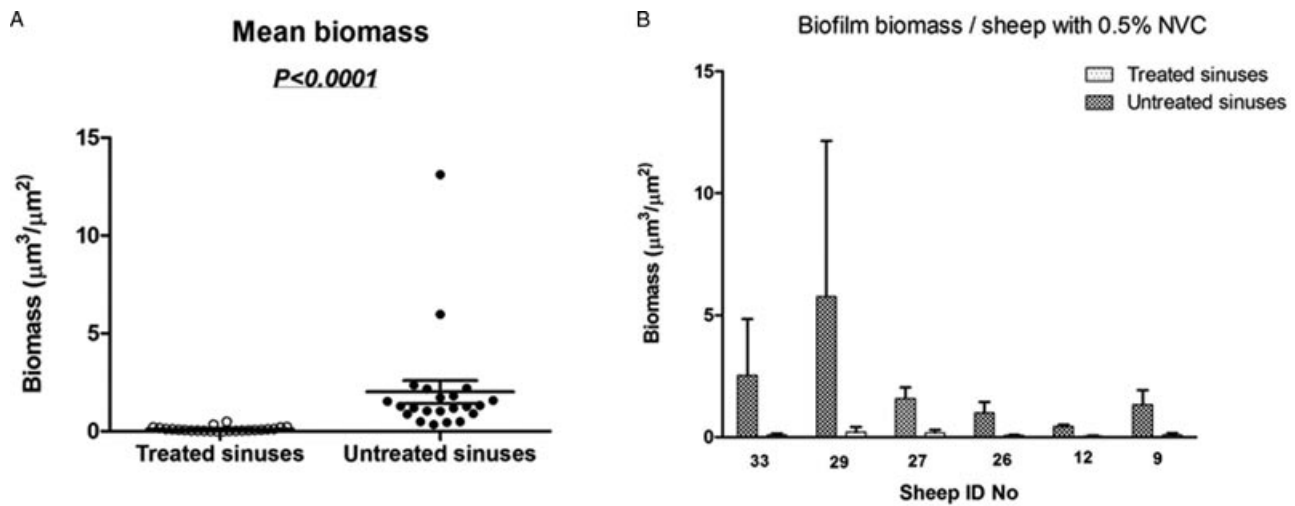 A
Mean biomass
P<0.0001
15
10
5
0
Biomass (μm³/μm²)
Treated sinuses
Untreated sinuses
B
Biofilm biomass / sheep with 0.5% NVC
Treated sinuses
Untreated sinuses
15
10
5
0
Biomass (μm³/μm²)
33 29 27 26 12 9
Sheep ID No